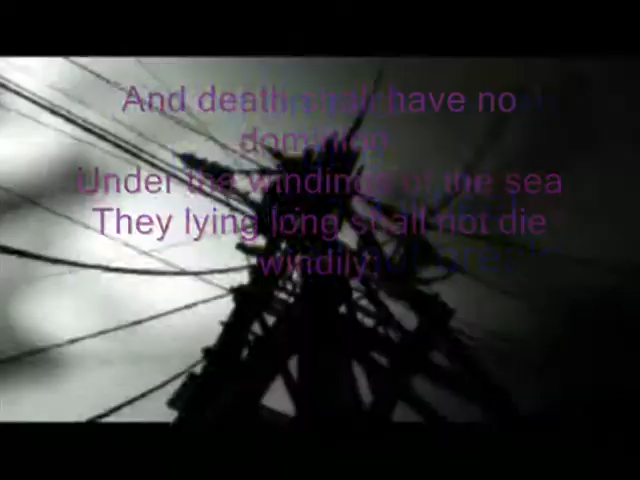 And death shall have no
dominion
Under the windings of the sea
They lying long shall not die
windily;